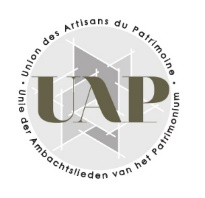 • Union des Artisans du Patrimoine •
UAP
Unie der Ambachtslieden van het Patrimonium